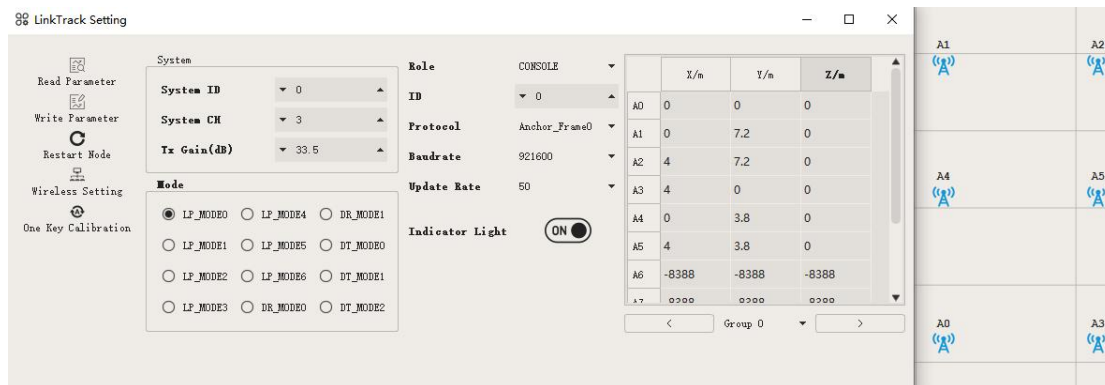 LinkTrack Setting
Read Parameter
Write Parameter
Restart Node
Wireless Setting
One Key Calibration
System
System ID 0
System CH 3
Tx Gain(dB) 33.5
Mode
LP_MODE0 LP_MODE4 DR_MODE1
LP_MODE1 LP_MODE5 DT_MODE0
LP_MODE2 LP_MODE6 DT_MODE1
LP_MODE3 DR_MODE0 DT_MODE2
Role CONSOLE
ID 0
Protocol Anchor_Frame0
Baudrate 921600
Update Rate 50
Indicator Light ON
X/m Y/m Z/m
A0 0 0 0
A1 0 7.2 0
A2 4 7.2 0
A3 4 0 0
A4 0 3.8 0
A5 4 3.8 0
A6 -8388 -8388 -8388
< Group 0 >
A1 A2
A4 A5
A0 A3